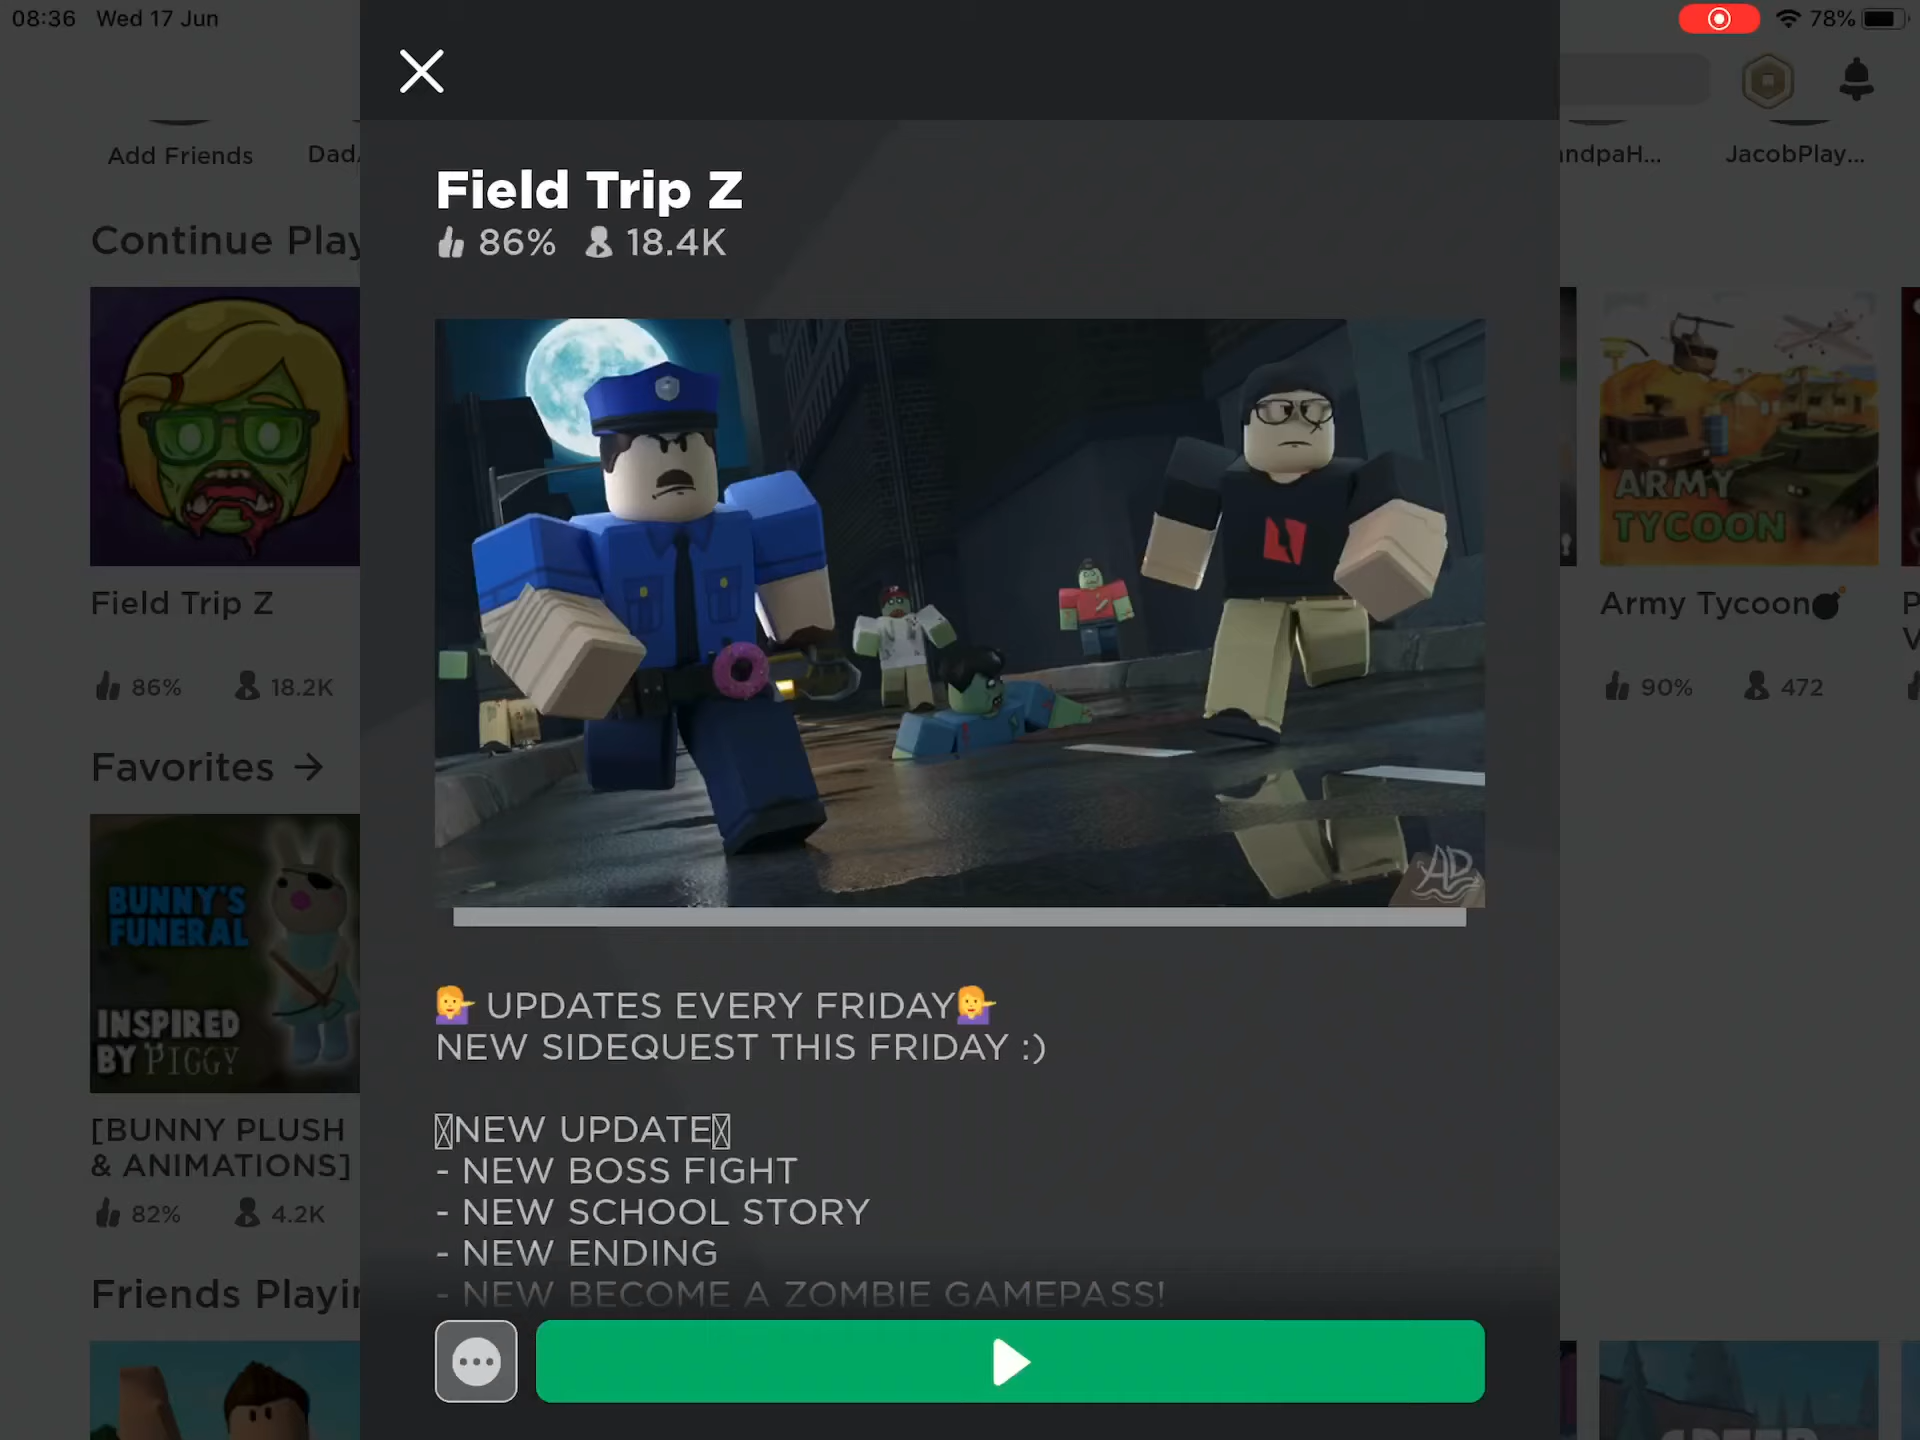 08:36 Wed 17 Jun
78%
Add Friends
Field Trip Z
86% 18.4K
JacobPlay...
Continue Play
ARMY
TYCOON
Field Trip Z
86% 18.2K
Army Tycoon
90% 472
Favorites →
BUNNY'S
FUNERAL
INSPIRED
BY PIGGY
[BUNNY PLUSH
& ANIMATIONS]
82% 4.2K
Friends Playin
AD
💁 UPDATES EVERY FRIDAY💁
NEW SIDEQUEST THIS FRIDAY :)
NEW UPDATE
- NEW BOSS FIGHT
- NEW SCHOOL STORY
- NEW ENDING
- NEW BECOME A ZOMBIE GAMEPASS!